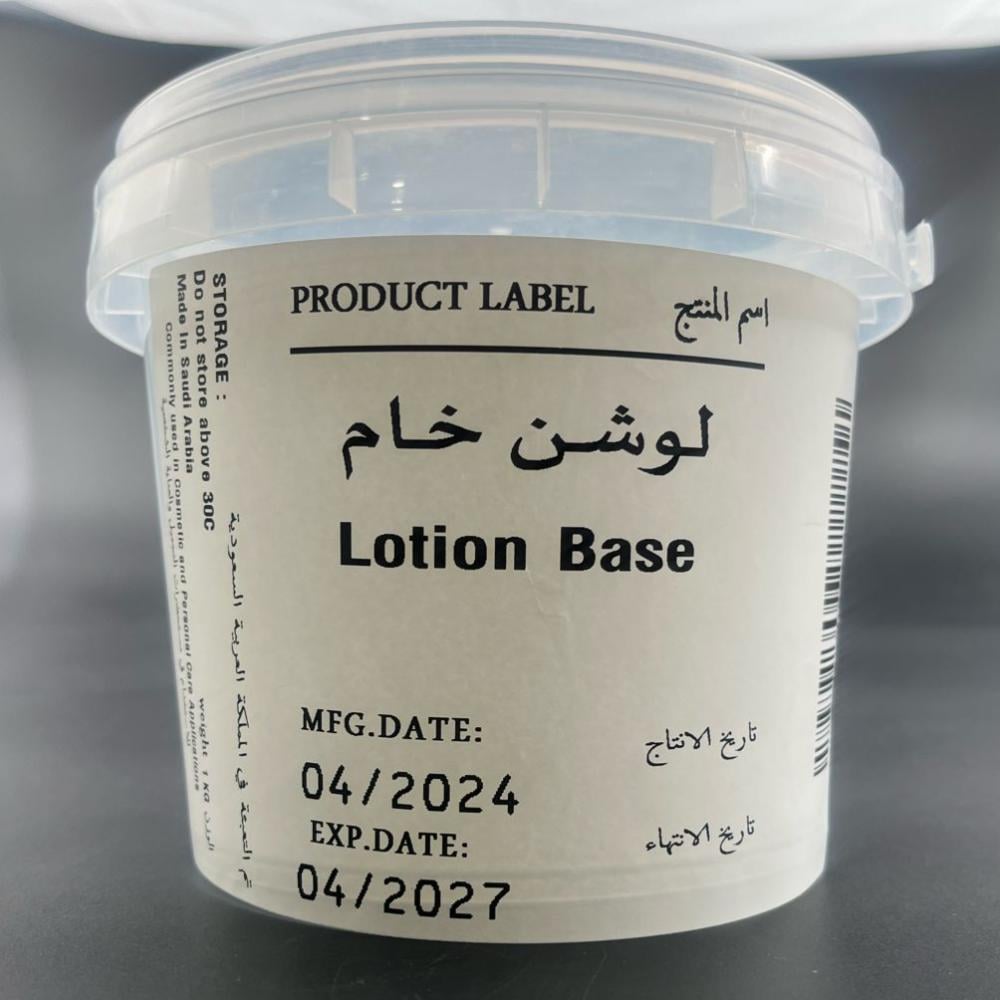 PRODUCT LABEL اسم المنتج
لوشن خام
Lotion Base
MFG.DATE: تاريخ الانتاج
04/2024
EXP.DATE: تاريخ الانتهاء
04/2027
STORAGE :
Do not store above 30C
Made In Saudi Arabia
Commonly used in Cosmetic and Personal Care Applications
weight 1 KG الوزن
تم التعبئة في المملكة العربية السعودية